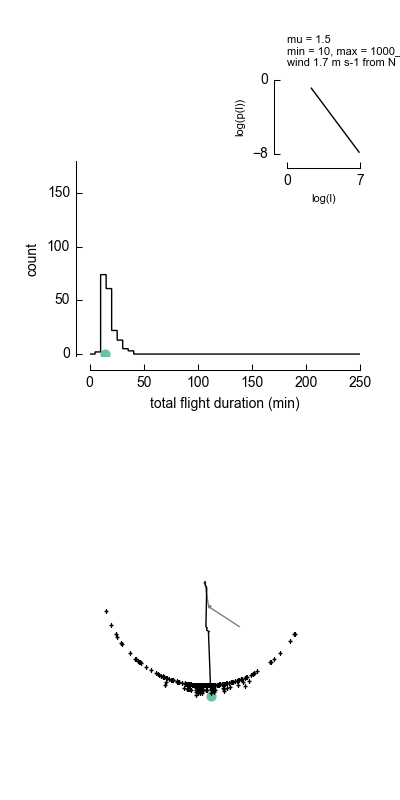 mu = 1.5
min = 10, max = 1000_
wind 1.7 m s-1 from N
0
log(p(l))
−8
0
7
log(l)
150
100
50
0
count
0
50
100
150
200
250
total flight duration (min)